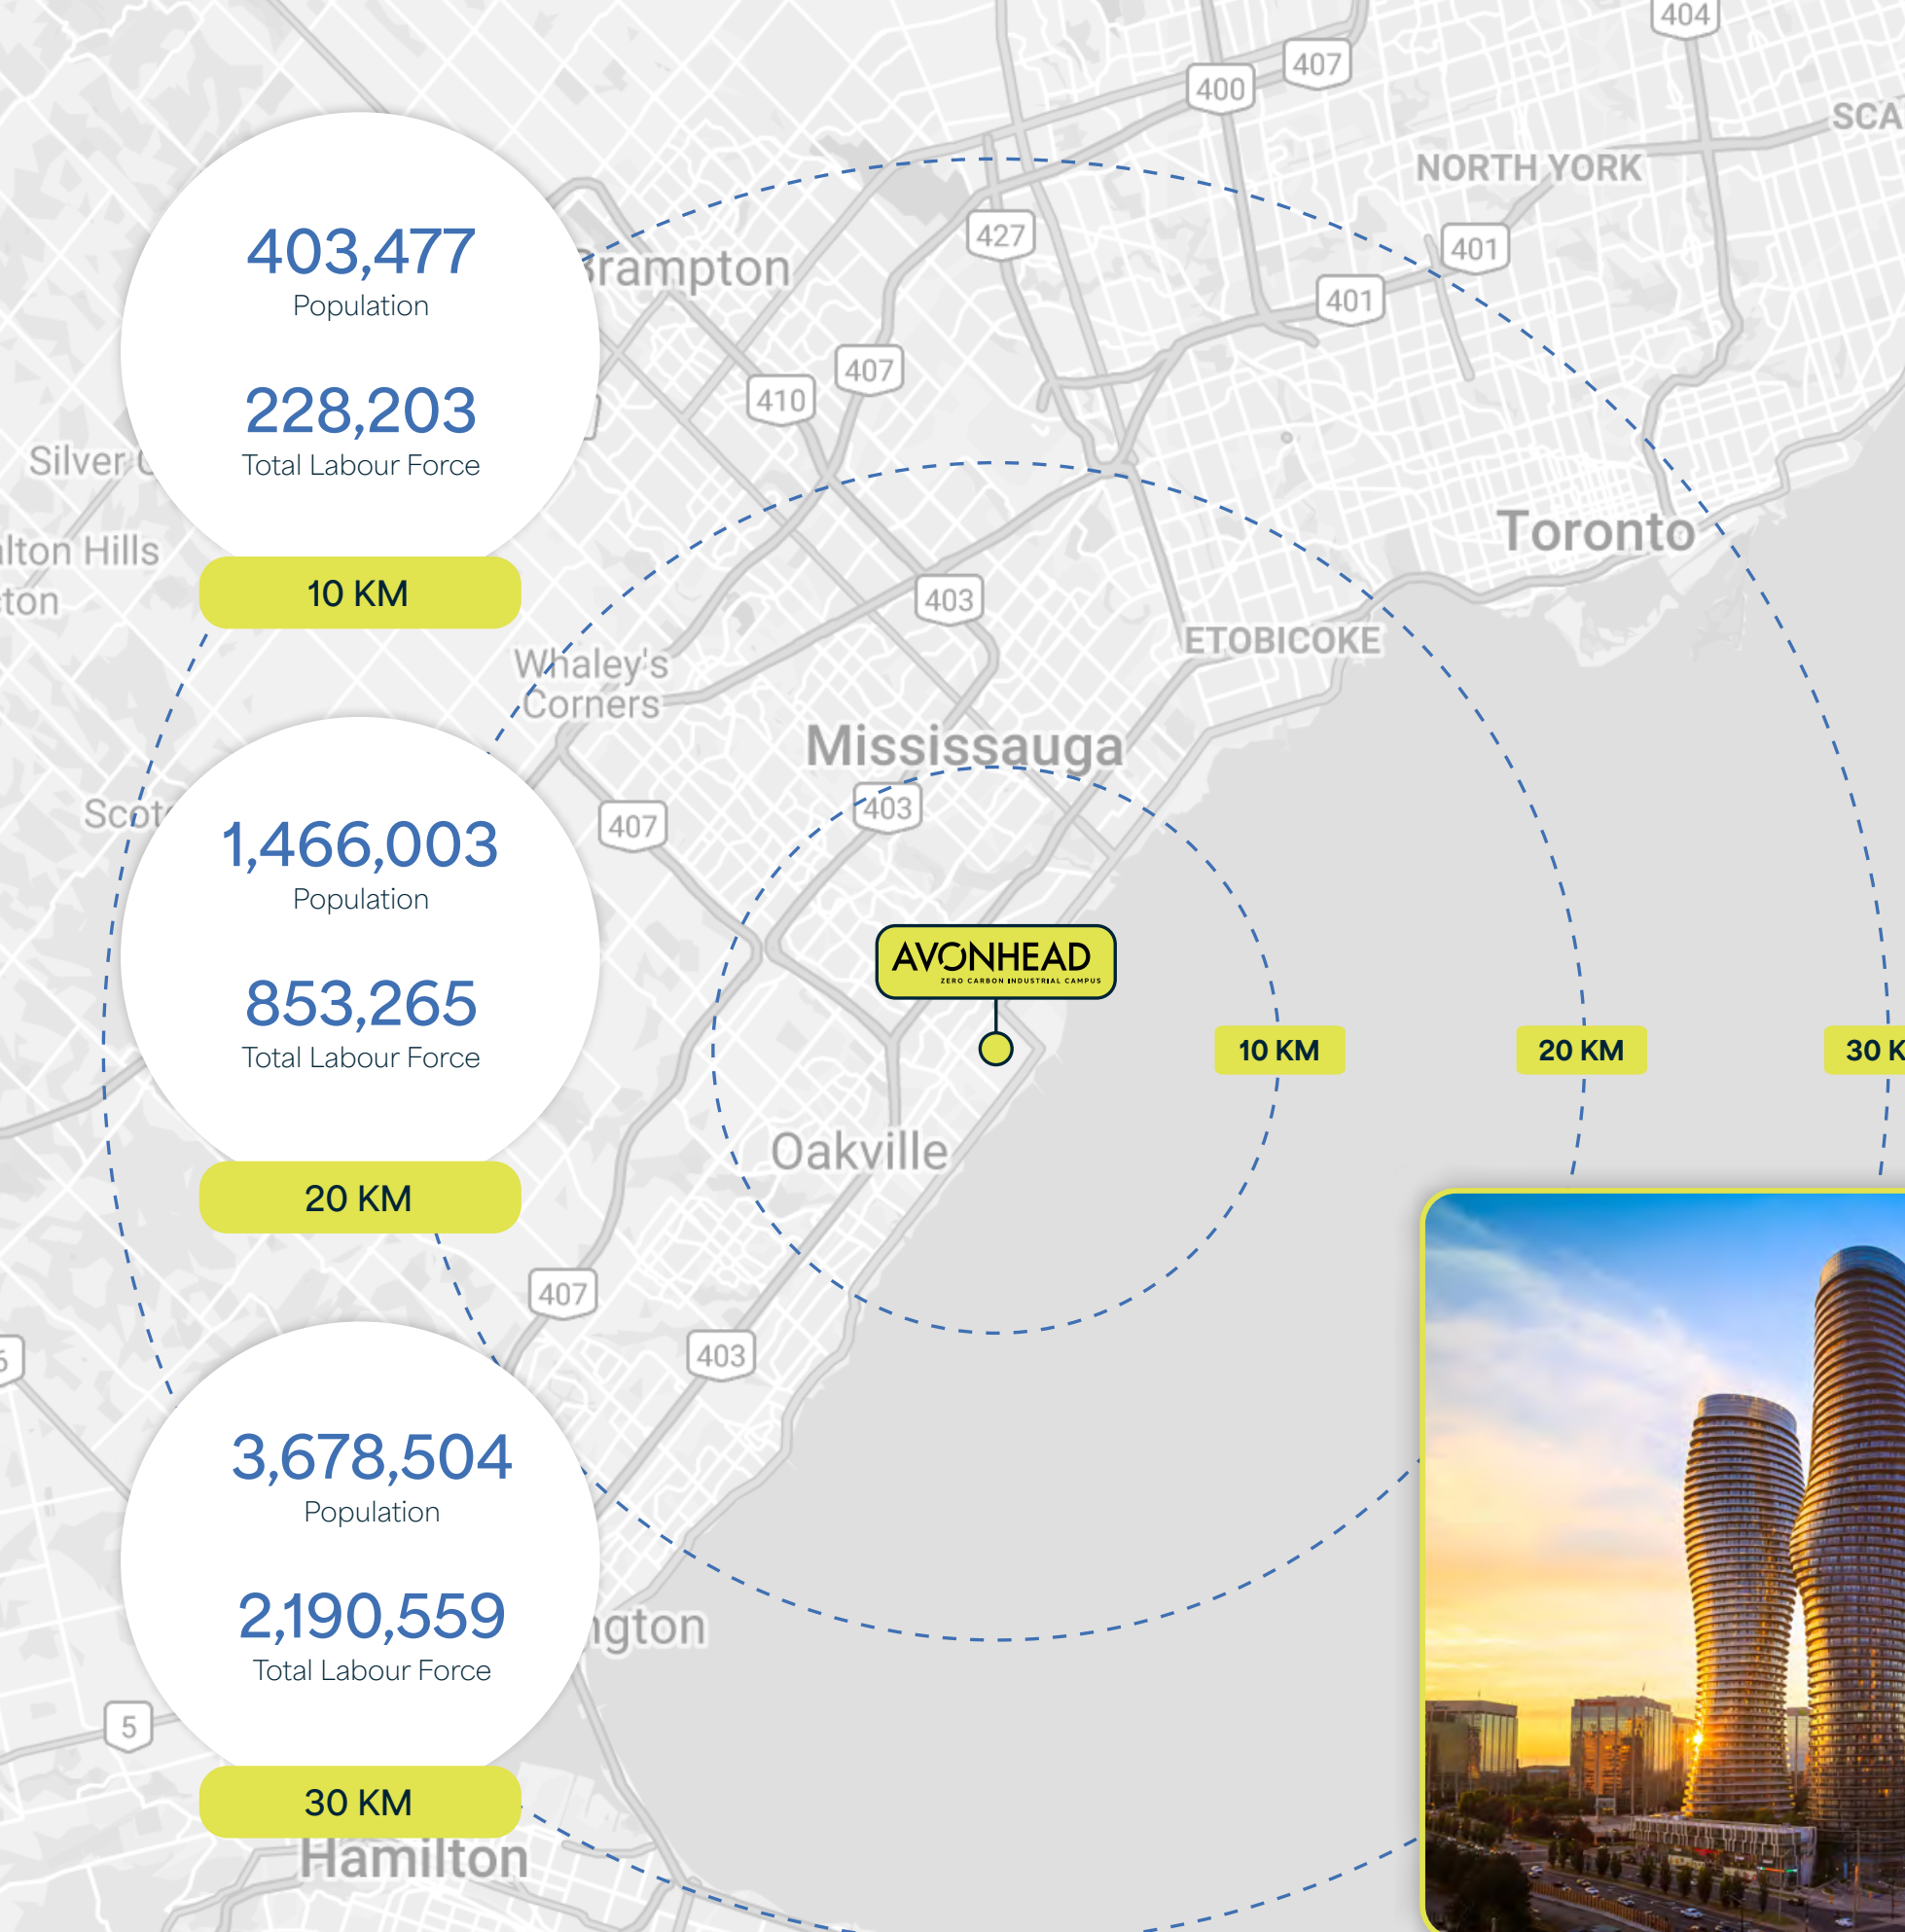 404
407
400
SCA
NORTH YORK
427
401
Brampton
401
407
410
403,477
Population
228,203
Total Labour Force
10 KM
Silver
alton Hills
ton
Toronto
403
ETOBICOKE
Whaley's
Corners
Mississauga
403
407
Scot
1,466,003
Population
853,265
Total Labour Force
20 KM
AVONHEAD
ZERO CARBON INDUSTRIAL CAMPUS
10 KM
20 KM
30 K
Oakville
407
403
3,678,504
Population
2,190,559
Total Labour Force
30 KM
ngton
5
Hamilton